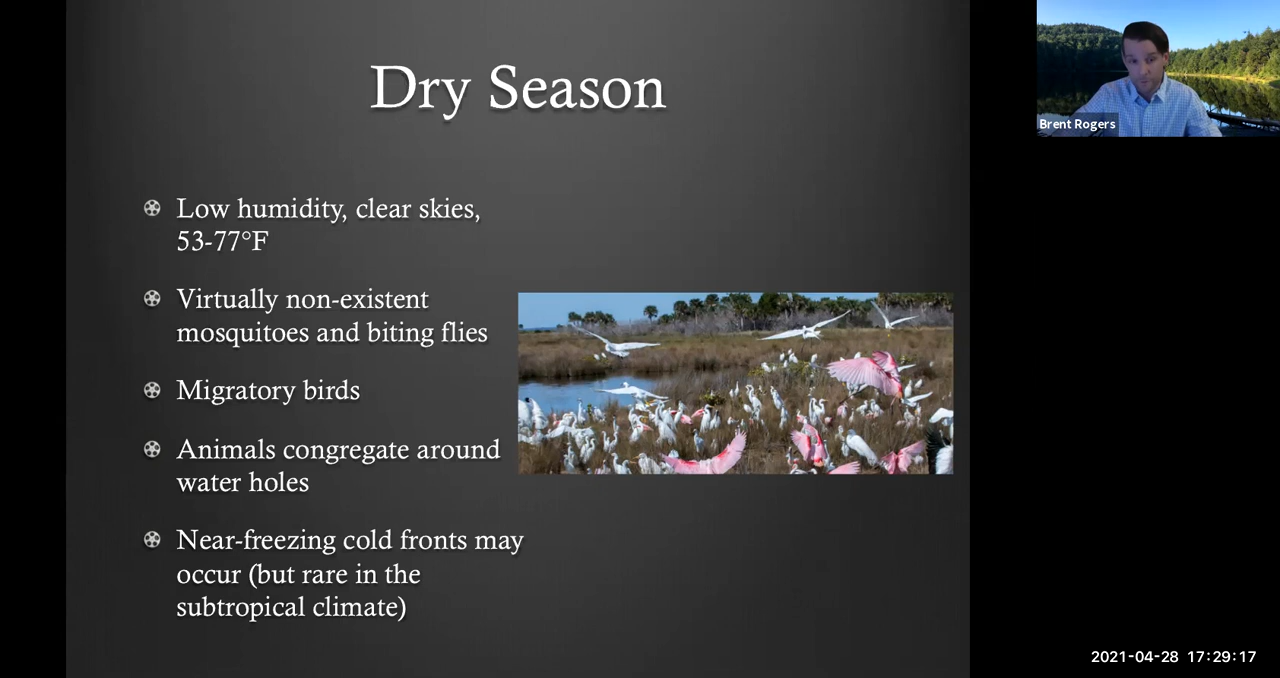 Dry Season
Low humidity, clear skies,
53-77°F
Virtually non-existent
mosquitoes and biting flies
Migratory birds
Animals congregate around
water holes
Near-freezing cold fronts may
occur (but rare in the
subtropical climate)
Brent Rogers
2021-04-28 17:29:17